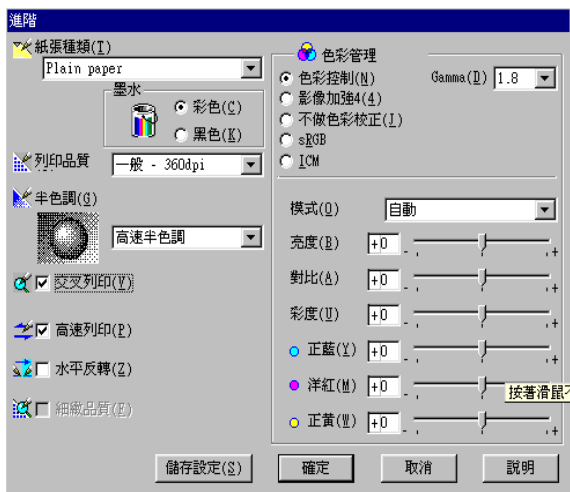 進階
紙張種類(T)
Plain paper
墨水
彩色(C)
黑色(K)
列印品質
一般 - 360dpi
半色調(G)
高速半色調
交叉列印(V)
高速列印(P)
水平反轉(Z)
細緻品質(F)
色彩管理
色彩控制(N)
Gamma(D) 1.8
影像加強4(4)
不做色彩校正(J)
sRGB
ICM
模式(O) 自動
亮度(B) +0 - +
對比(A) +0 - +
彩度(U) +0 - +
正藍(Y) +0 - +
洋紅(M) +0 - +
按著滑鼠
正黃(W) +0 - +
儲存設定(S) 確定 取消 說明